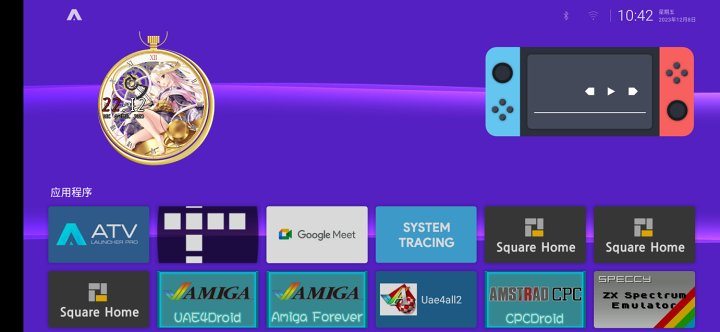 10:42
星期五
2023年12月8日
XII
22 12
应用程序
ATV
LAUNCHER PRO
Google Meet
SYSTEM
TRACING
Square Home
Square Home
Square Home
AMIGA
UAE4Droid
AMIGA
Amiga Forever
Uae4all2
AMSTRAD CPC
CPCDroid
SPECCY
ZX Spectrum
Emulator